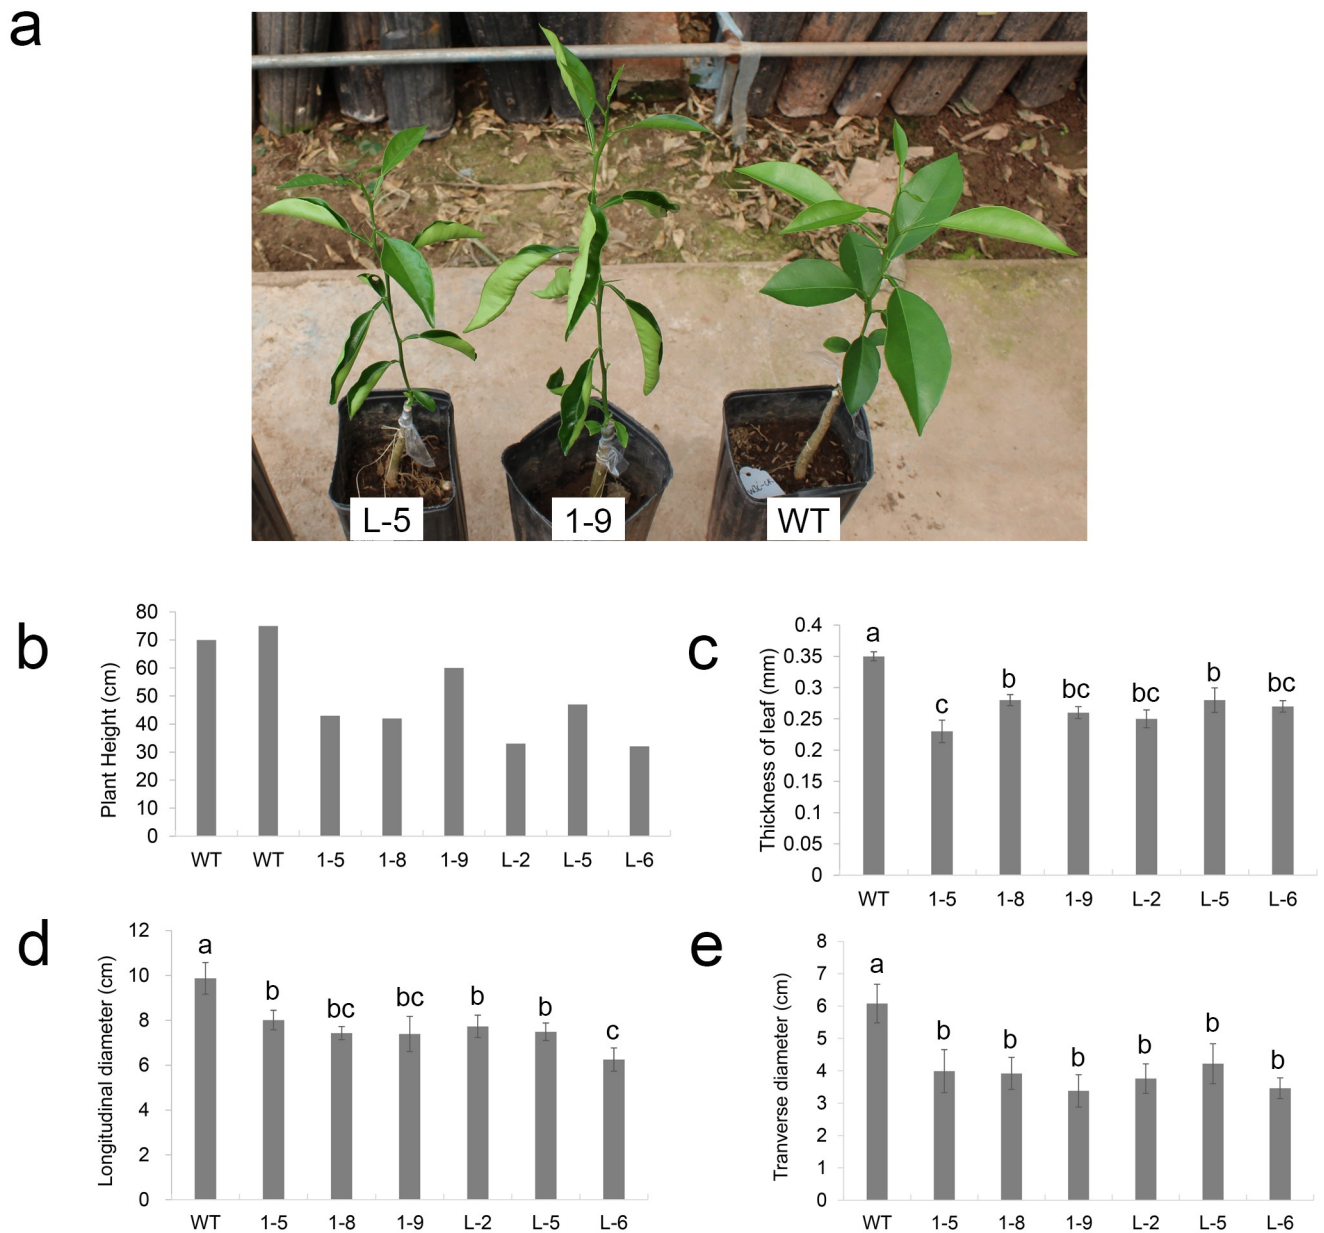 a
L-5
1-9
WT
b
Plant Height (cm)
80
70
60
50
40
30
20
10
0
WT WT 1-5 1-8 1-9 L-2 L-5 L-6
c
Thickness of leaf (mm)
0.4
0.35
0.3
0.25
0.2
0.15
0.1
0.05
0
a c b bc bc b bc
WT 1-5 1-8 1-9 L-2 L-5 L-6
d
Longitudinal diameter (cm)
12
10
8
6
4
2
0
a b bc bc b b c
WT 1-5 1-8 1-9 L-2 L-5 L-6
e
Tranverse diameter (cm)
8
7
6
5
4
3
2
1
0
a b b b b b b
WT 1-5 1-8 1-9 L-2 L-5 L-6